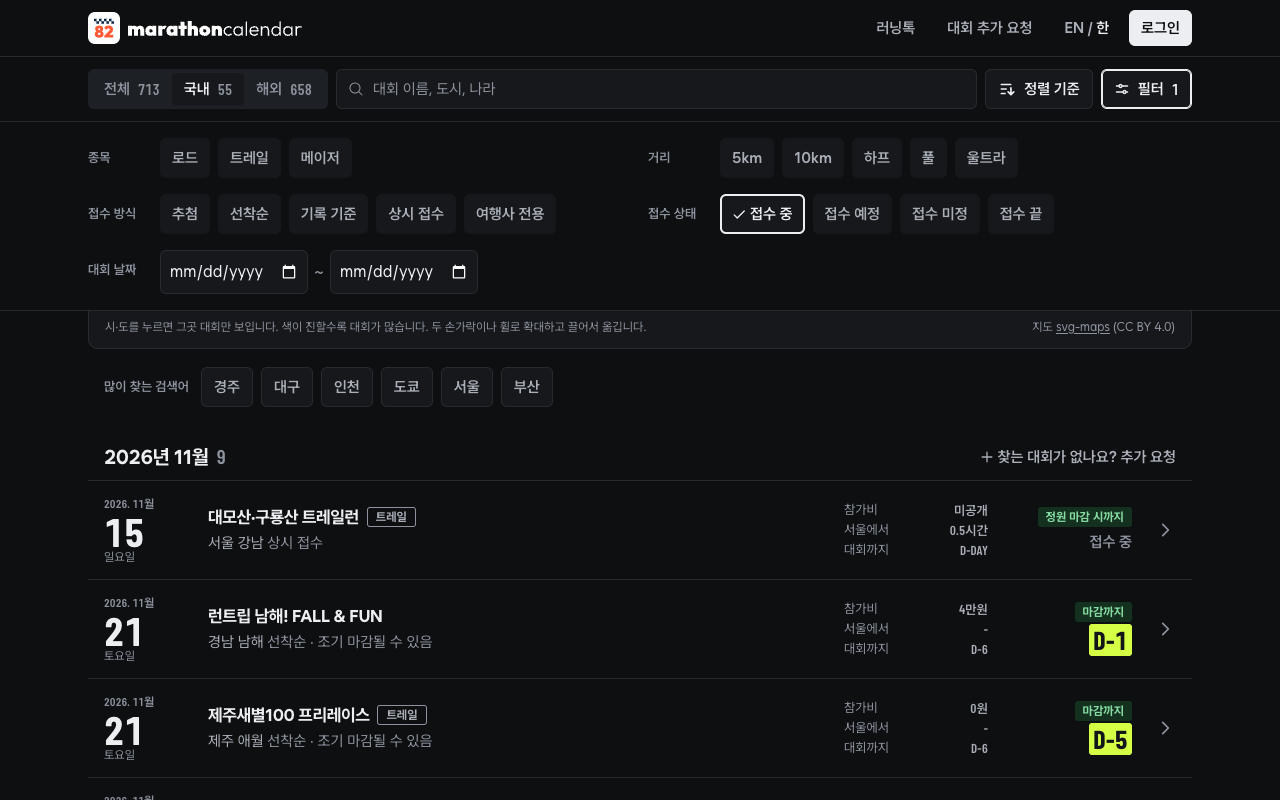 82 marathoncalendar
러닝톡 대회 추가 요청 EN / 한 로그인
전체 713 국내 55 해외 658 대회 이름, 도시, 나라 정렬 기준 필터 1
종목 로드 트레일 메이저 거리 5km 10km 하프 풀 울트라
접수 방식 추첨 선착순 기록 기준 상시 접수 여행사 전용 접수 상태 접수 중 접수 예정 접수 미정 접수 끝
대회 날짜 mm/dd/yyyy ~ mm/dd/yyyy
시·도를 누르면 그곳 대회만 보입니다. 색이 진할수록 대회가 많습니다. 두 손가락이나 휠로 확대하고 끌어서 옮깁니다. 지도 svg-maps (CC BY 4.0)
많이 찾는 검색어 경주 대구 인천 도쿄 서울 부산
2026년 11월 9 + 찾는 대회가 없나요? 추가 요청
2026. 11월
15
일요일
대모산·구룡산 트레일런 트레일
서울 강남 상시 접수
참가비 미공개
서울에서 0.5시간
대회까지 D-DAY
정원 마감 시까지
접수 중
2026. 11월
21
토요일
런트립 남해! FALL & FUN
경남 남해 선착순 · 조기 마감될 수 있음
참가비 4만원
서울에서 -
대회까지 D-6
마감까지
D-1
2026. 11월
21
토요일
제주새별100 프리레이스 트레일
제주 애월 선착순 · 조기 마감될 수 있음
참가비 0원
서울에서 -
대회까지 D-6
마감까지
D-5